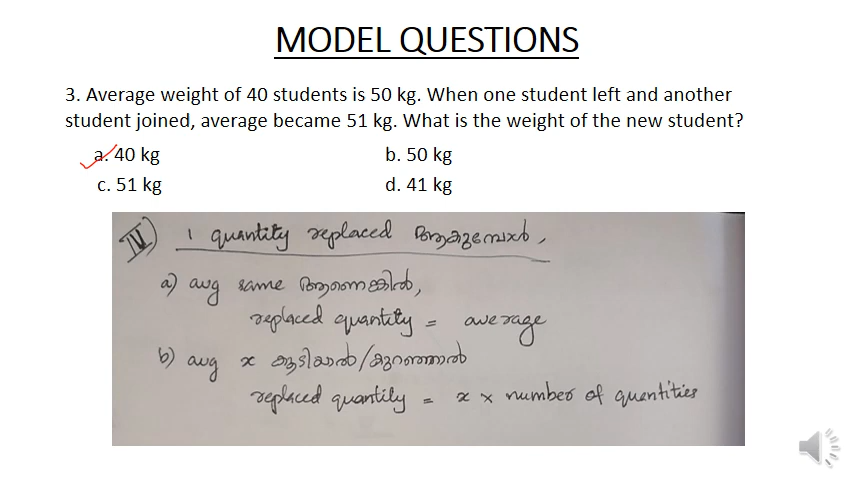 MODEL QUESTIONS
3. Average weight of 40 students is 50 kg. When one student left and another
student joined, average became 51 kg. What is the weight of the new student?
a. 40 kg b. 50 kg
c. 51 kg d. 41 kg
IV) 1 quantity replaced ആകുമ്പോൾ,
a) avg same ആണെങ്കിൽ,
replaced quantity = average
b) avg x കൂടിയാൽ/കുറഞ്ഞാൽ
replaced quantity = x × number of quantities